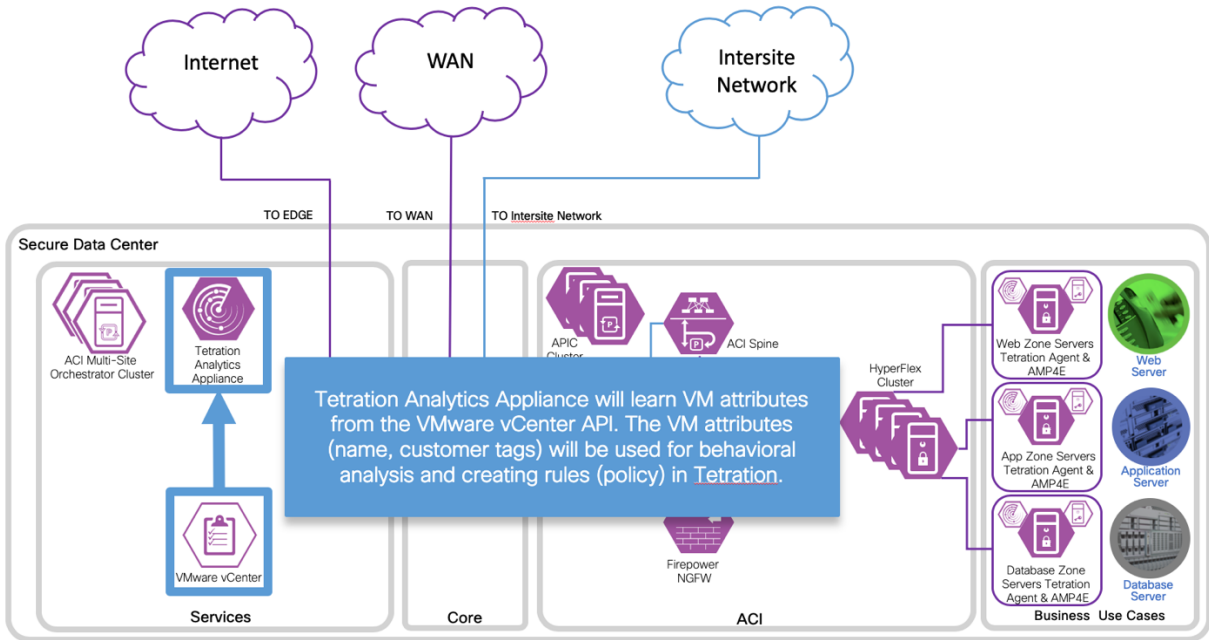 Internet
WAN
Intersite
Network
TO EDGE
TO WAN
TO Intersite Network
Secure Data Center
ACI Multi-Site
Orchestrator Cluster
Tetration
Analytics
Appliance
VMware vCenter
Services
Core
APIC
Cluster
P
ACI Spine
Tetration Analytics Appliance will learn VM attributes
from the VMware vCenter API. The VM attributes
(name, customer tags) will be used for behavioral
analysis and creating rules (policy) in Tetration.
Firepower
NGFW
ACI
HyperFlex
Cluster
Web Zone Servers
Tetration Agent &
AMP4E
Web
Server
App Zone Servers
Tetration Agent &
AMP4E
Application
Server
Database Zone
Servers Tetration
Agent & AMP4E
Database
Server
Business Use Cases